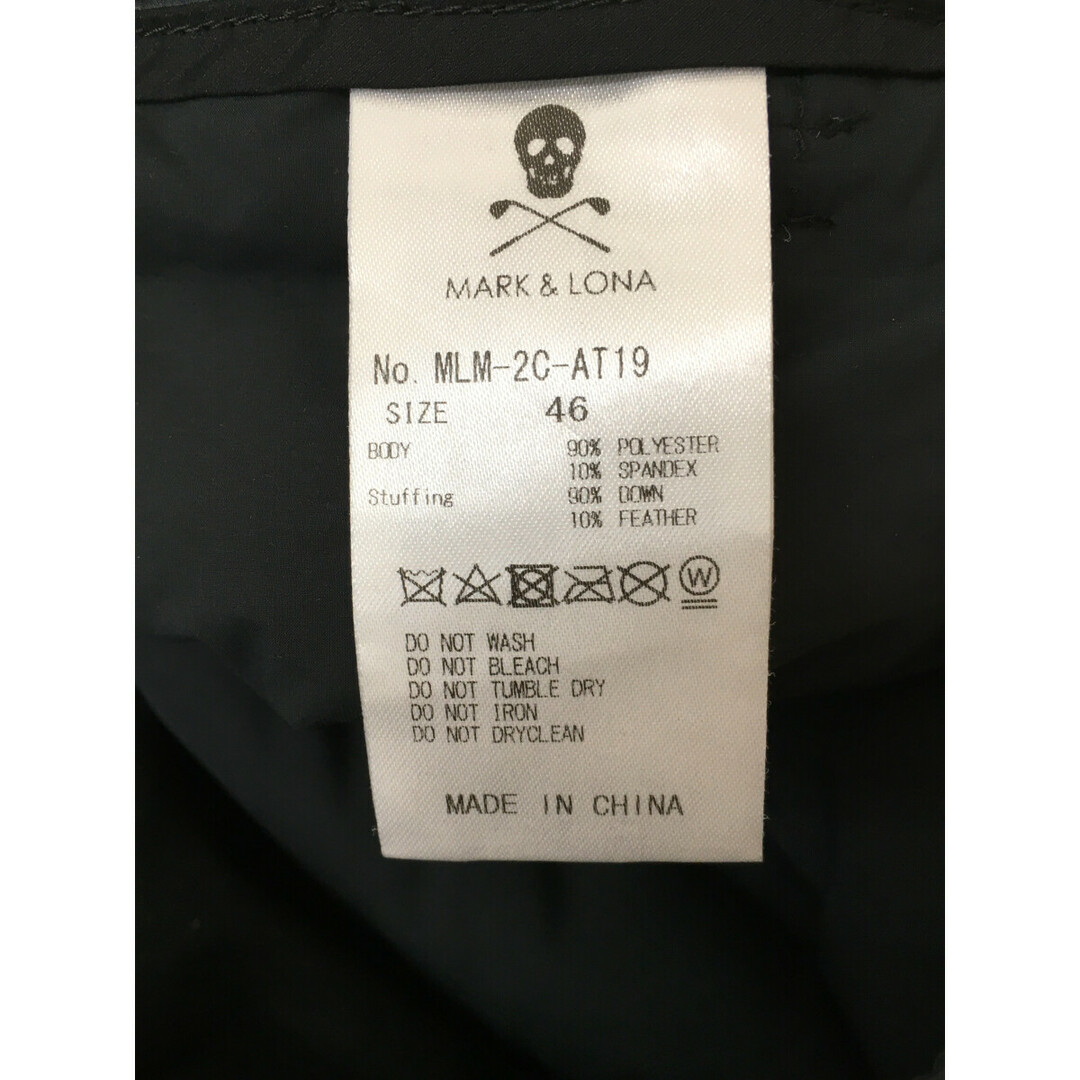 MARK & LONA
No. MLM-2C-AT19
SIZE 46
BODY 90% POLYESTER
10% SPANDEX
Stuffing 90% DOWN
10% FEATHER
W
DO NOT WASH
DO NOT BLEACH
DO NOT TUMBLE DRY
DO NOT IRON
DO NOT DRYCLEAN
MADE IN CHINA